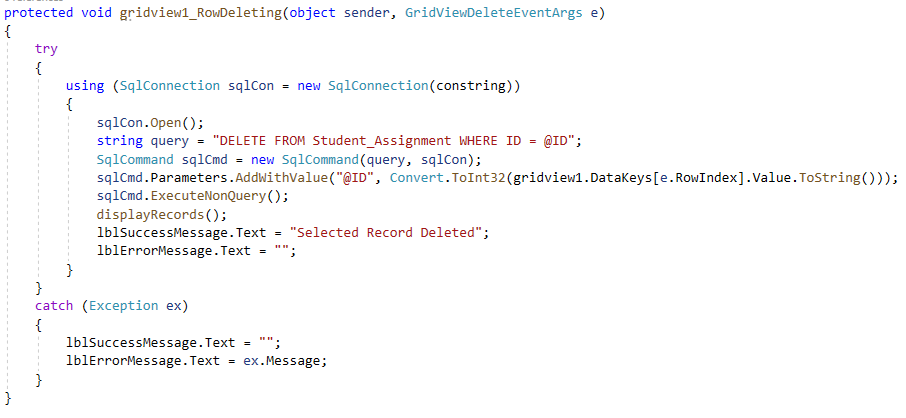 protected void gridview1_RowDeleting(object sender, GridViewDeleteEventArgs e)
{
try
{
using (SqlConnection sqlCon = new SqlConnection(constring))
{
sqlCon.Open();
string query = "DELETE FROM Student_Assignment WHERE ID = @ID";
SqlCommand sqlCmd = new SqlCommand(query, sqlCon);
sqlCmd.Parameters.AddWithValue("@ID", Convert.ToInt32(gridview1.DataKeys[e.RowIndex].Value.ToString()));
sqlCmd.ExecuteNonQuery();
displayRecords();
lblSuccessMessage.Text = "Selected Record Deleted";
lblErrorMessage.Text = "";
}
}
catch (Exception ex)
{
lblSuccessMessage.Text = "";
lblErrorMessage.Text = ex.Message;
}
}